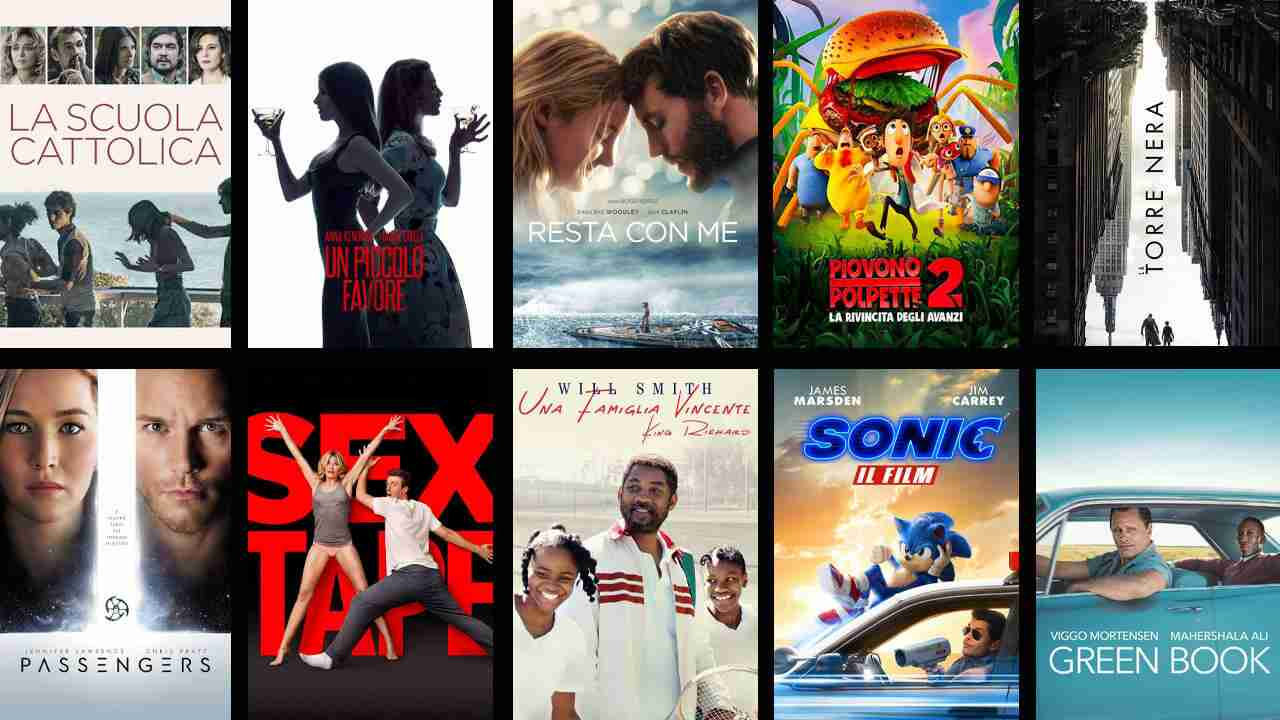 LA SCUOLA
CATTOLICA
UN PICCOLO
FAVORE
SHAILENE WOODLEY SAM CLAFLIN
RESTA CON ME
PIOVONO
POLPETTE 2
LA RIVINCITA DEGLI AVANZI
LA TORRE NERA
JENNIFER LAWRENCE CHRIS PRATT
PASSENGERS
SEX
TAPE
WILL SMITH
UNA FAMIGLIA VINCENTE
KING RICHARD
JAMES
MARSDEN
JIM
CARREY
SONIC
IL FILM
VIGGO MORTENSEN MAHERSHALA ALI
GREEN BOOK